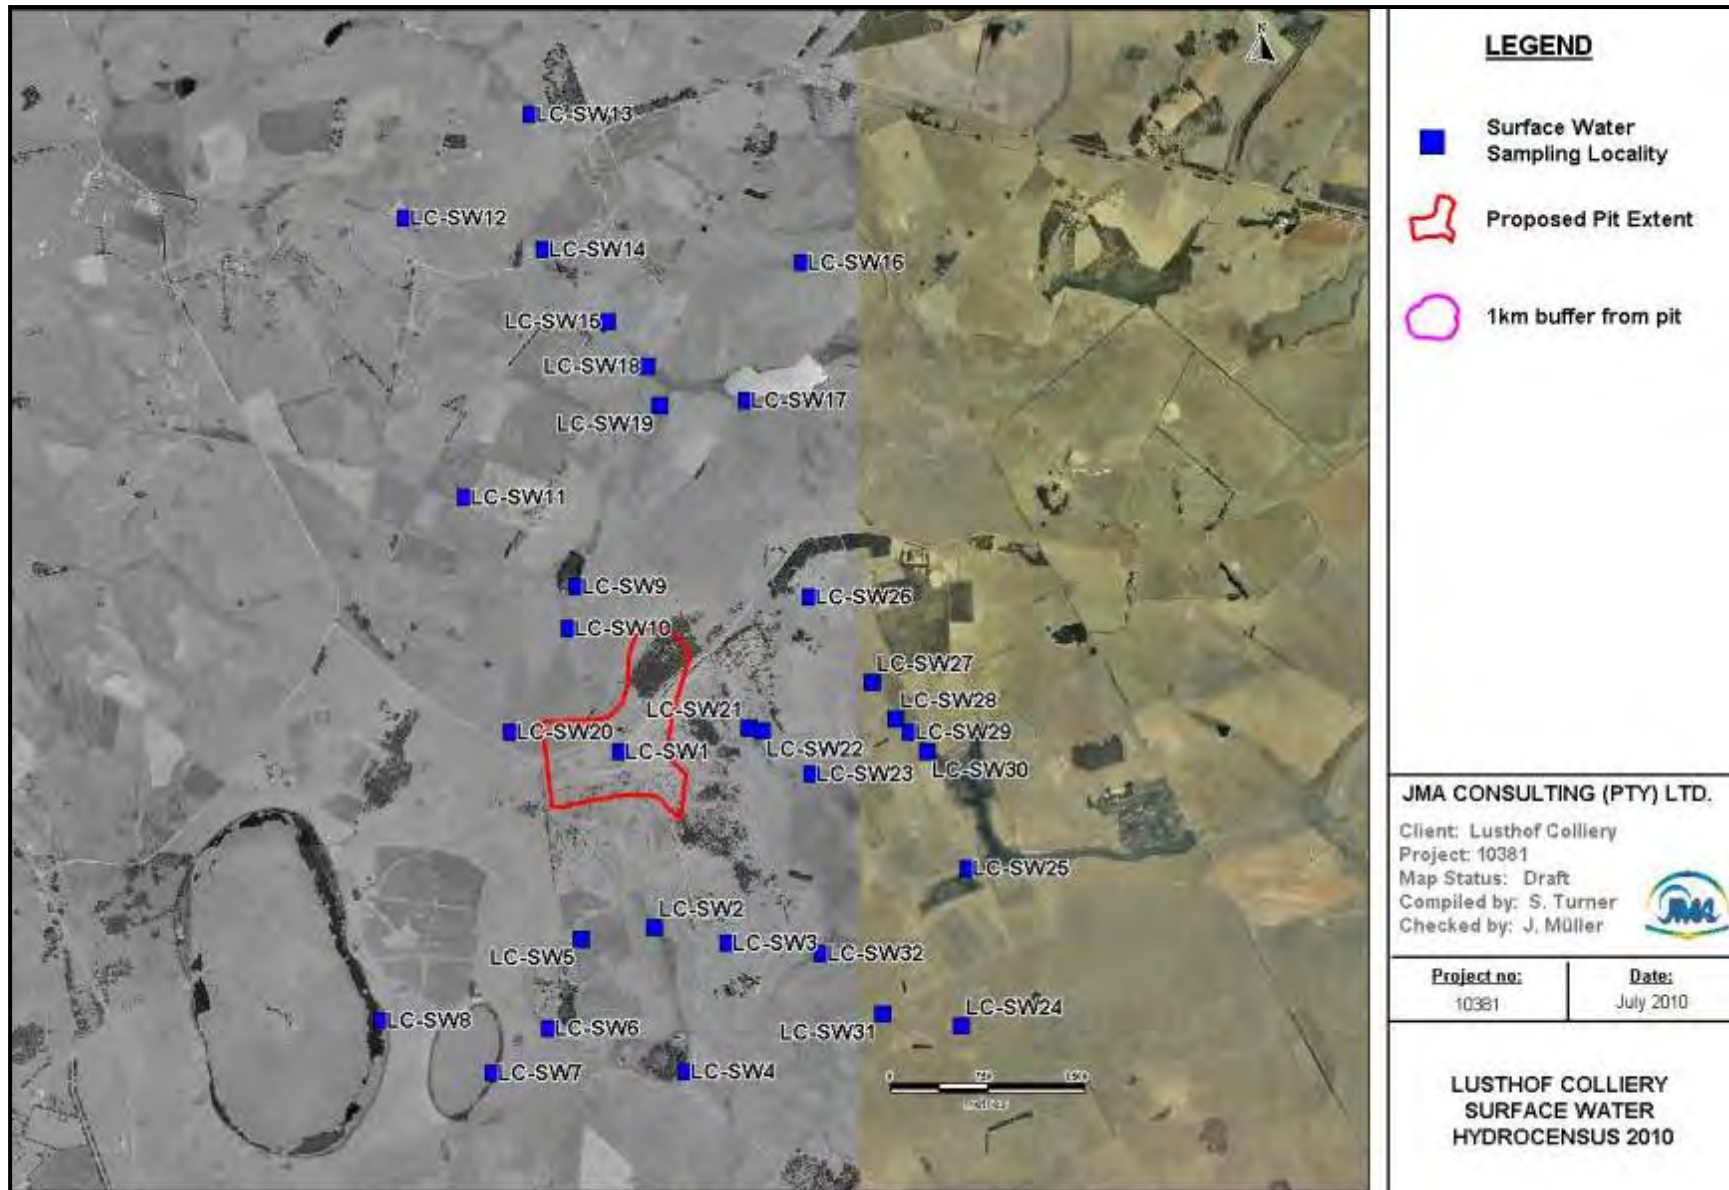 N
LC-SW13
LC-SW12
LC-SW14
LC-SW16
LC-SW15
LC-SW18
LC-SW17
LC-SW19
LC-SW11
LC-SW9
LC-SW26
LC-SW10
LC-SW27
LC-SW21
LC-SW28
LC-SW20
LC-SW29
LC-SW1
LC-SW22
LC-SW30
LC-SW23
LC-SW25
LC-SW2
LC-SW5
LC-SW3
LC-SW32
LC-SW8
LC-SW6
LC-SW31
LC-SW24
LC-SW7
LC-SW4
0
LEGEND
Surface Water
Sampling Locality
Proposed Pit Extent
1km buffer from pit
JMA CONSULTING (PTY) LTD.
Client: Lusthof Colliery
Project: 10381
Map Status: Draft
Compiled by: S. Turner
Checked by: J. Müller
JMA
Project no:
10381
Date:
July 2010
LUSTHOF COLLIERY
SURFACE WATER
HYDROCENSUS 2010